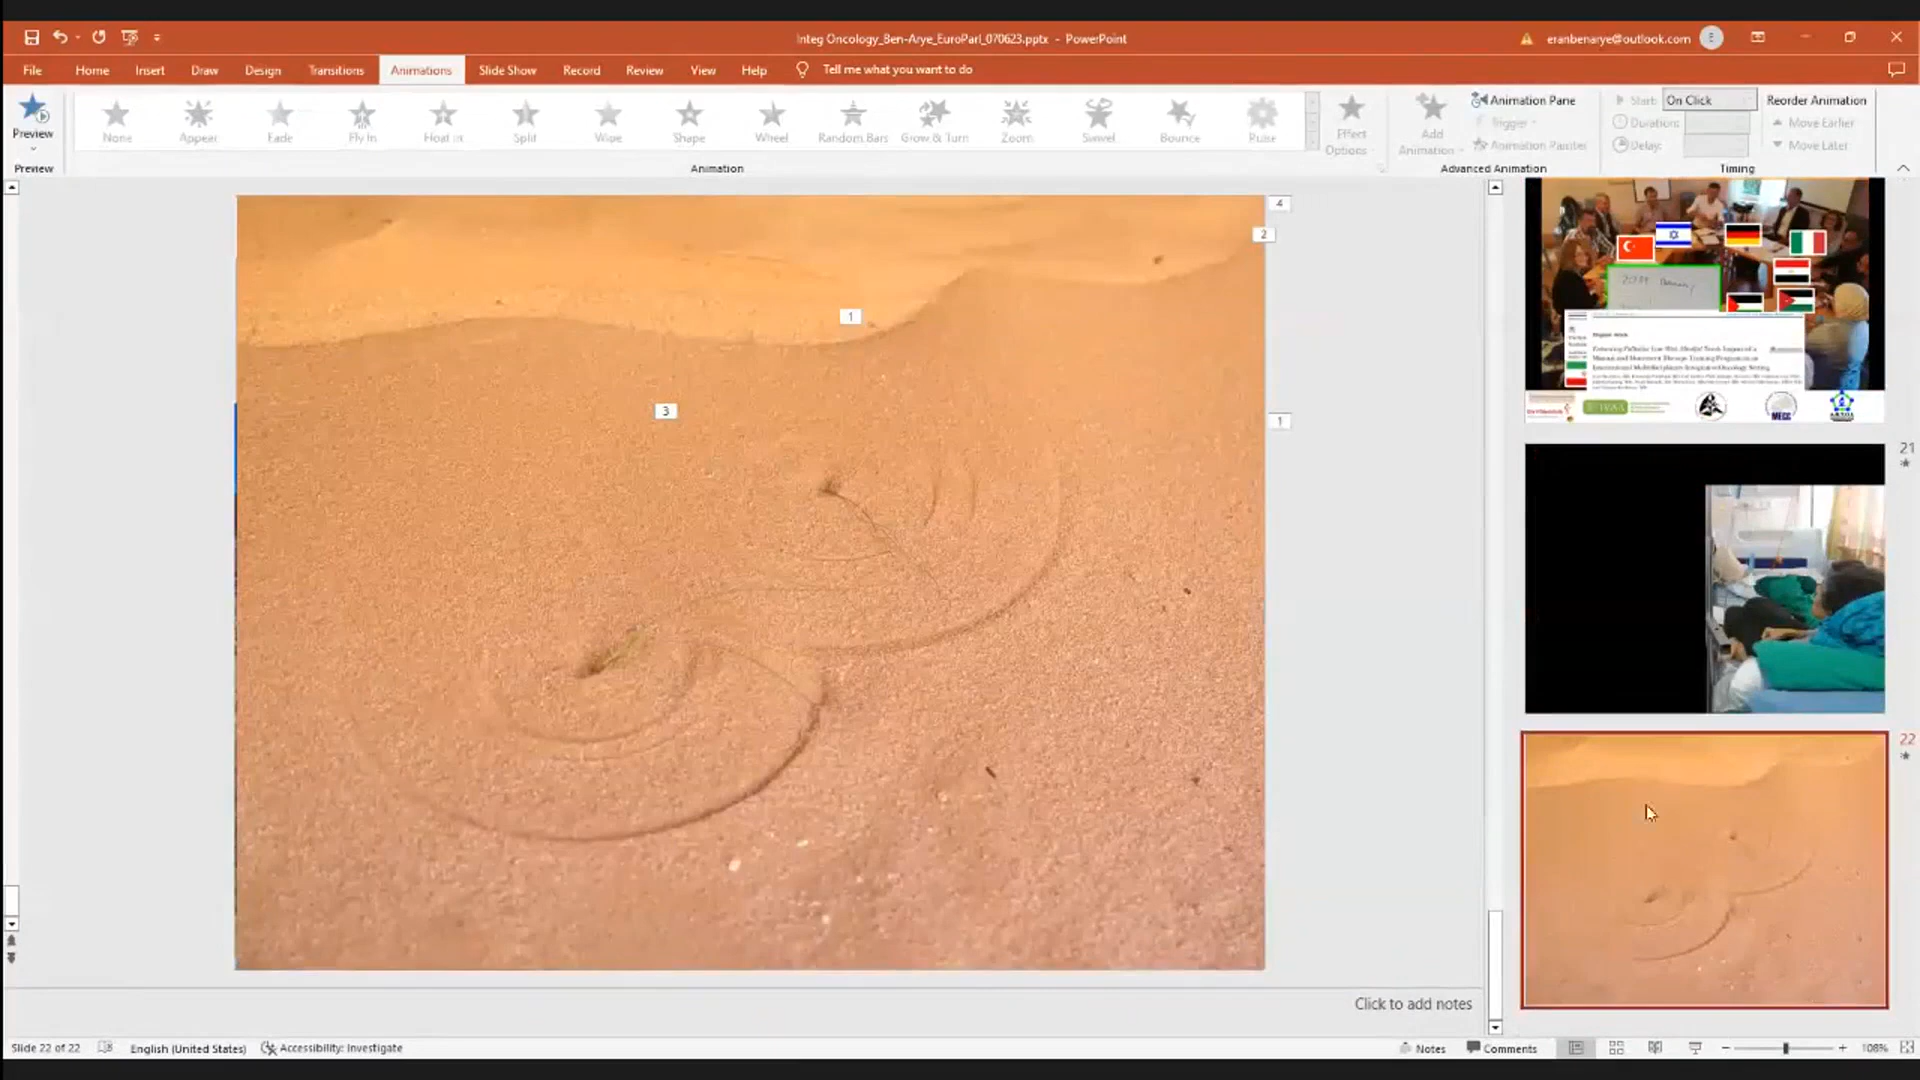 Integ Oncology_Ben-Arye_EuroParl_070623.pptx - PowerPoint
eranbenarye@outlook.com
E
File Home Insert Draw Design Transitions Animations Slide Show Record Review View Help Tell me what you want to do
Preview
None Appear Fade Fly In Float In Split Wipe Shape Wheel Random Bars Grow & Turn Zoom Swivel Bounce Pulse
Effect Options
Add Animation
Animation Pane
Trigger
Animation Painter
Start: On Click
Duration:
Delay:
Reorder Animation
Move Earlier
Move Later
Preview Animation Advanced Animation Timing
4
2
1
3
1
MECC
21
22
Click to add notes
Slide 22 of 22 English (United States) Accessibility: Investigate Notes Comments 108%